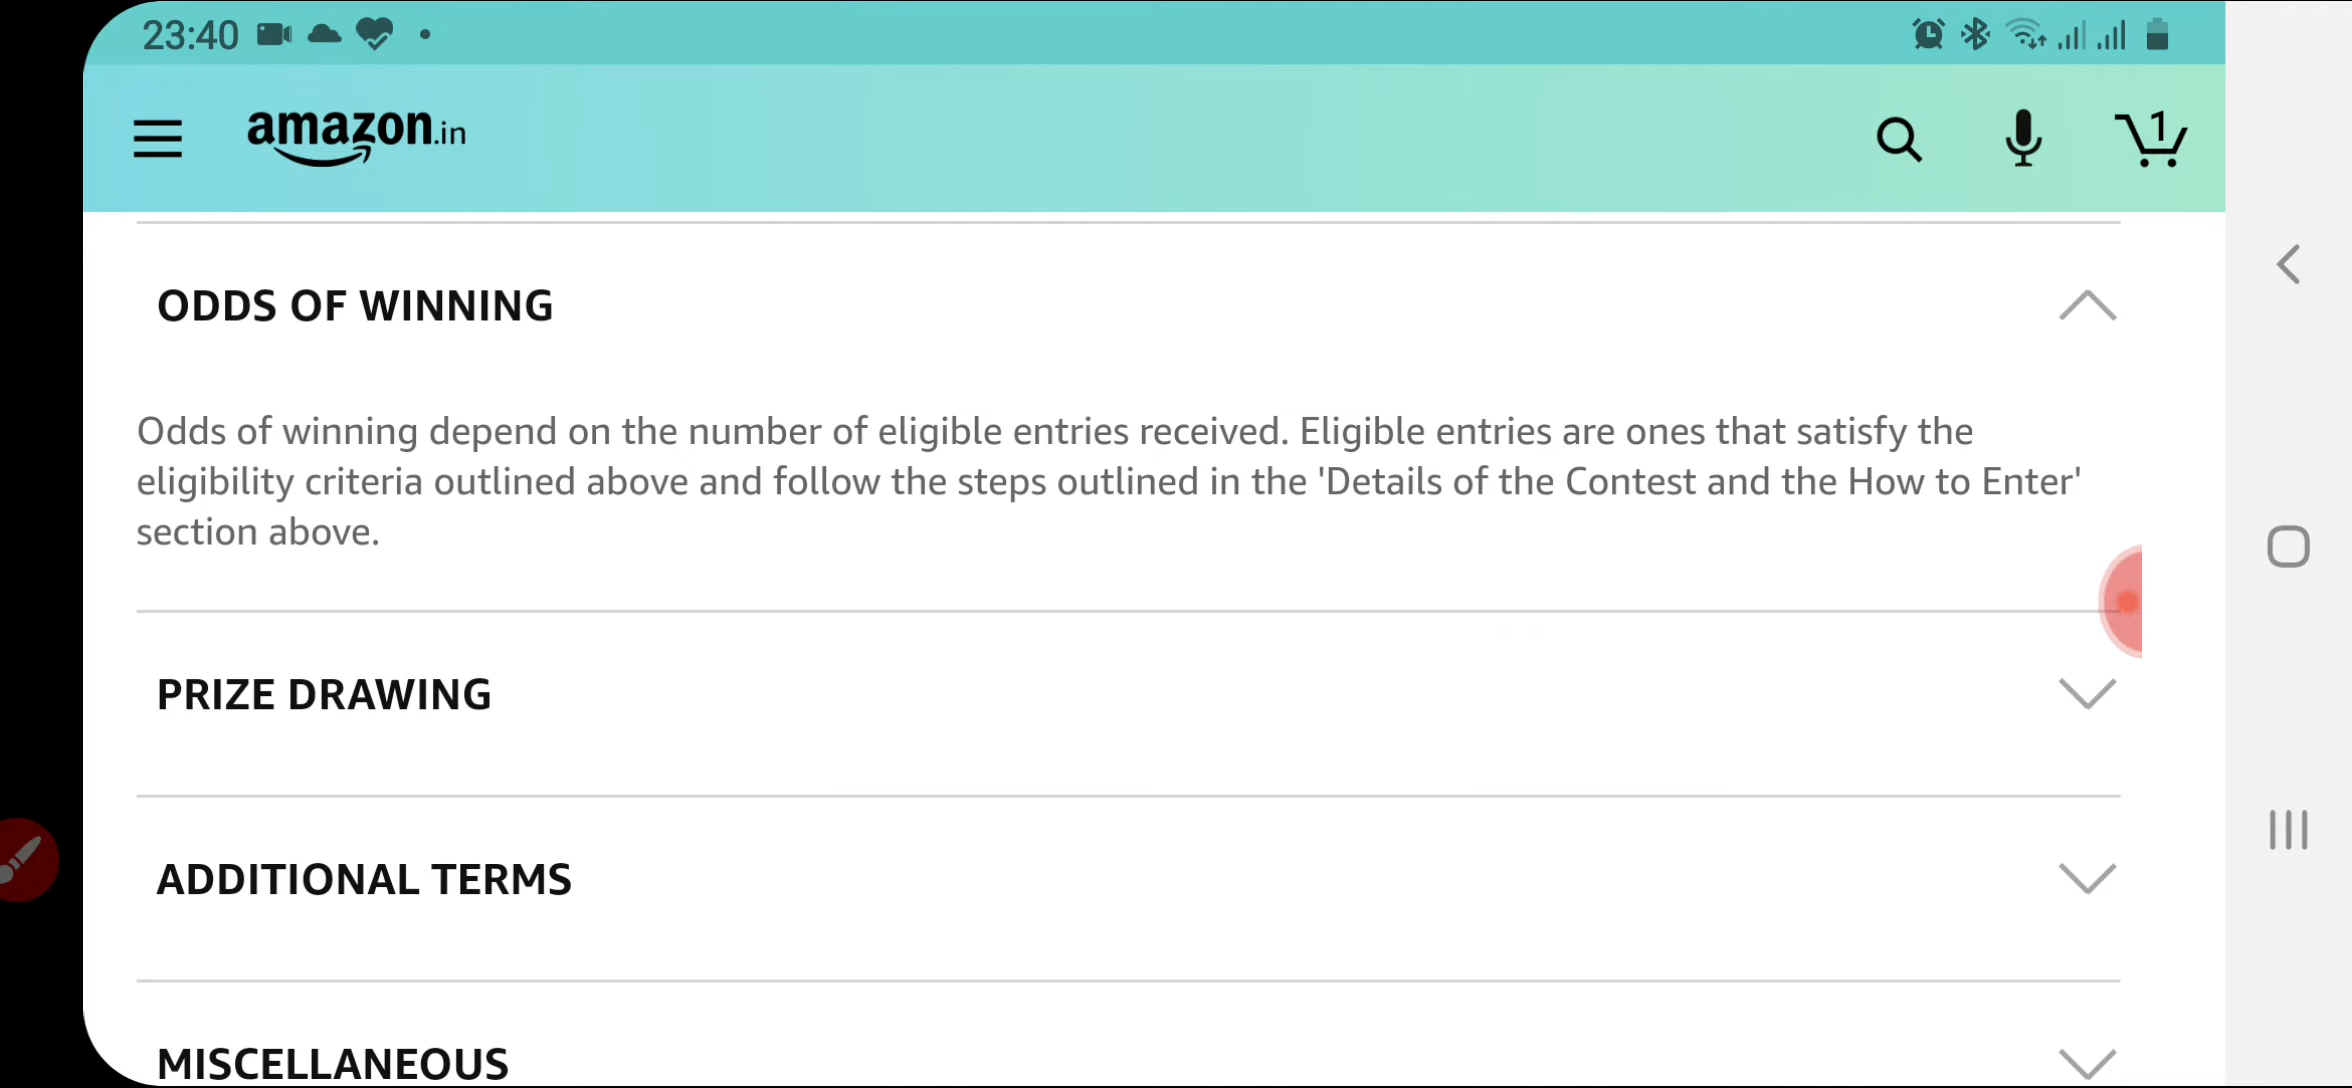 23:40
amazon.in
1
ODDS OF WINNING
Odds of winning depend on the number of eligible entries received. Eligible entries are ones that satisfy the
eligibility criteria outlined above and follow the steps outlined in the 'Details of the Contest and the How to Enter'
section above.
PRIZE DRAWING
ADDITIONAL TERMS
MISCELLANEOUS